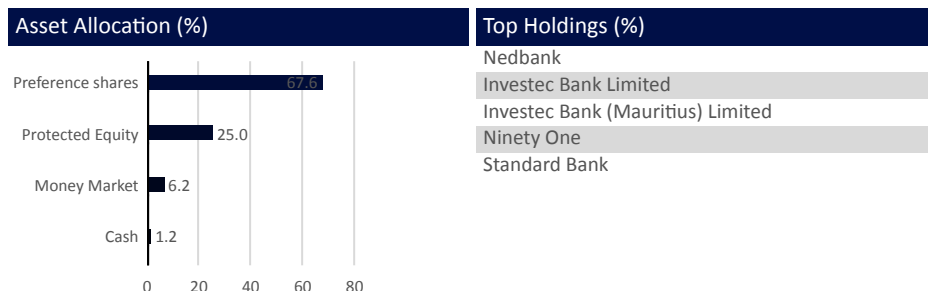 Asset Allocation (%)
Preference shares 67.6
Protected Equity 25.0
Money Market 6.2
Cash 1.2
0 20 40 60 80
Top Holdings (%)
Nedbank
Investec Bank Limited
Investec Bank (Mauritius) Limited
Ninety One
Standard Bank